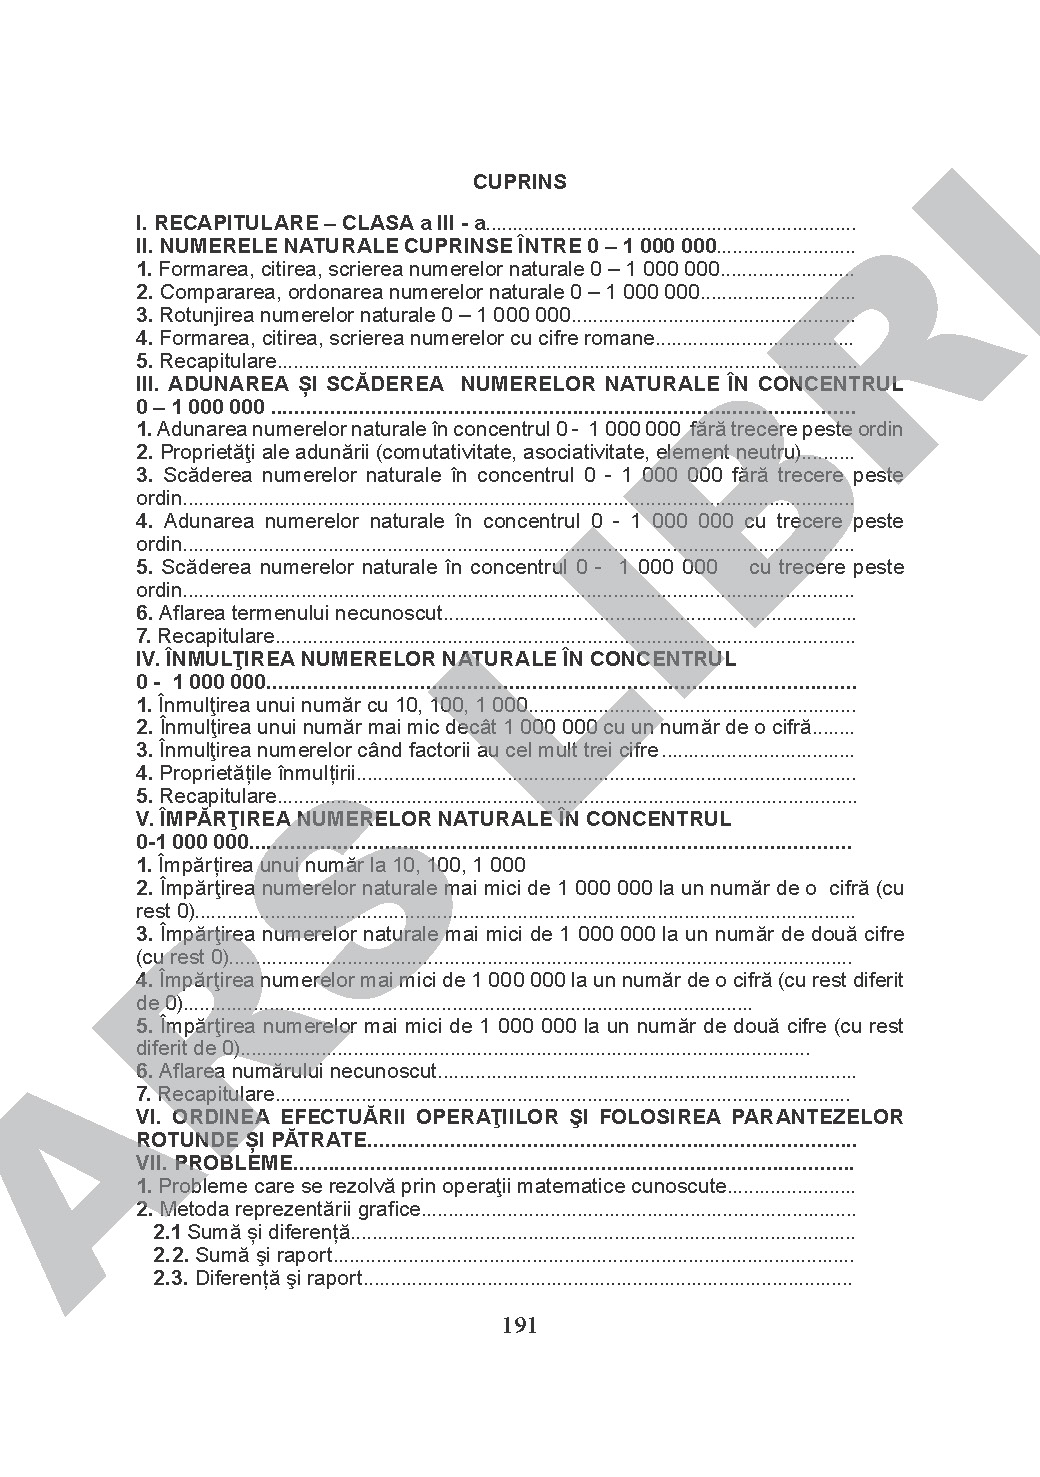 CUPRINS
I. RECAPITULARE – CLASA a III - a.....................................................................
II. NUMERELE NATURALE CUPRINSE ÎNTRE 0 – 1 000 000..........................
1. Formarea, citirea, scrierea numerelor naturale 0 – 1 000 000.........................
2. Compararea, ordonarea numerelor naturale 0 – 1 000 000.............................
3. Rotunjirea numerelor naturale 0 – 1 000 000.....................................................
4. Formarea, citirea, scrierea numerelor cu cifre romane.....................................
5. Recapitulare............................................................................................................
III. ADUNAREA ȘI SCĂDEREA NUMERELOR NATURALE ÎN CONCENTRUL
0 – 1 000 000 ..........................................................................................................
1. Adunarea numerelor naturale în concentrul 0 - 1 000 000 fără trecere peste ordin
2. Proprietăţi ale adunării (comutativitate, asociativitate, element neutru)..........
3. Scăderea numerelor naturale în concentrul 0 - 1 000 000 fără trecere peste
ordin.............................................................................................................................
4. Adunarea numerelor naturale în concentrul 0 - 1 000 000 cu trecere peste
ordin.............................................................................................................................
5. Scăderea numerelor naturale în concentrul 0 - 1 000 000 cu trecere peste
ordin.............................................................................................................................
6. Aflarea termenului necunoscut.............................................................................
7. Recapitulare............................................................................................................
IV. ÎNMULŢIREA NUMERELOR NATURALE ÎN CONCENTRUL
0 - 1 000 000...........................................................................................................
1. Înmulţirea unui număr cu 10, 100, 1 000.............................................................
2. Înmulţirea unui număr mai mic decât 1 000 000 cu un număr de o cifră........
3. Înmulţirea numerelor când factorii au cel mult trei cifre....................................
4. Proprietățile înmulțirii.............................................................................................
5. Recapitulare............................................................................................................
V. ÎMPĂRŢIREA NUMERELOR NATURALE ÎN CONCENTRUL
0-1 000 000..............................................................................................................
1. Împărțirea unui număr la 10, 100, 1 000
2. Împărţirea numerelor naturale mai mici de 1 000 000 la un număr de o cifră (cu
rest 0)...........................................................................................................................
3. Împărţirea numerelor naturale mai mici de 1 000 000 la un număr de două cifre
(cu rest 0)....................................................................................................................
4. Împărţirea numerelor mai mici de 1 000 000 la un număr de o cifră (cu rest diferit
de 0)..........................................................................................................
5. Împărţirea numerelor mai mici de 1 000 000 la un număr de două cifre (cu rest
diferit de 0)..........................................................................................................
6. Aflarea numărului necunoscut..............................................................................
7. Recapitulare...........................................................................................................
VI. ORDINEA EFECTUĂRII OPERAŢIILOR ŞI FOLOSIREA PARANTEZELOR
ROTUNDE ȘI PĂTRATE...................................................................................
VII. PROBLEME..............................................................................................
1. Probleme care se rezolvă prin operaţii matematice cunoscute........................
2. Metoda reprezentării grafice.................................................................................
2.1 Sumă și diferență..............................................................................................
2.2. Sumă şi raport.................................................................................................
2.3. Diferență şi raport...........................................................................................
191
ARS LIBRI